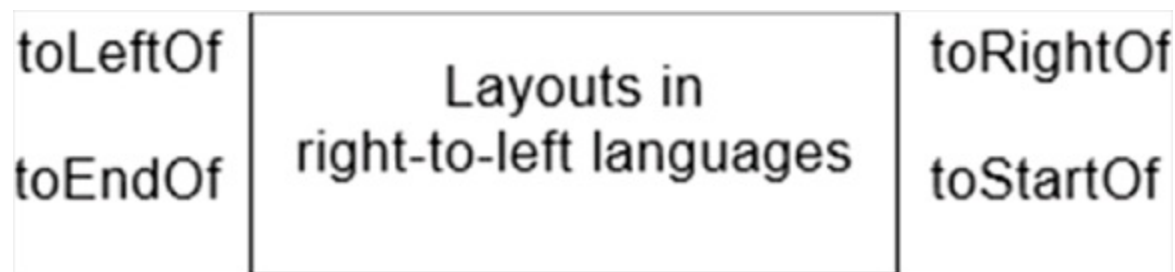 toLeftOf
toEndOf
Layouts in
right-to-left languages
toRightOf
toStartOf